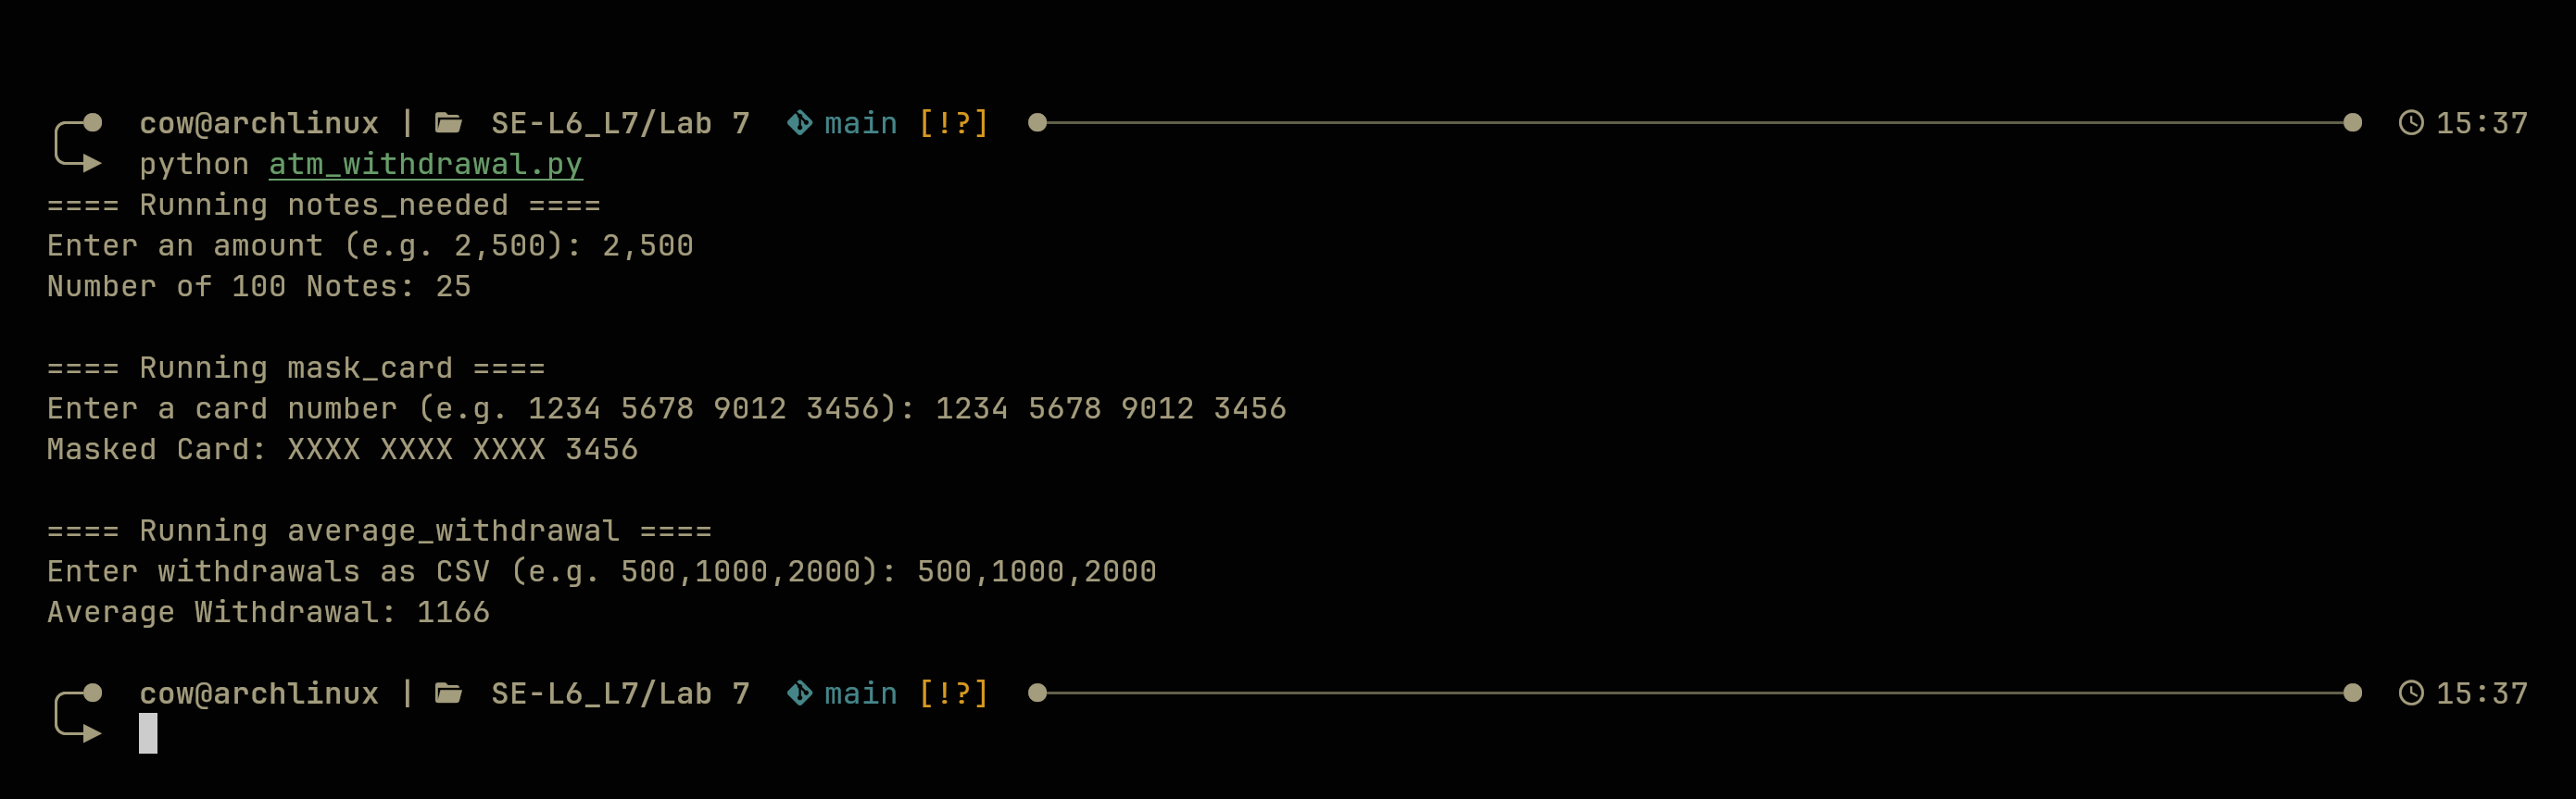 cow@archlinux | SE-L6_L7/Lab 7 main [!?] 15:37
python atm_withdrawal.py
==== Running notes_needed ====
Enter an amount (e.g. 2,500): 2,500
Number of 100 Notes: 25
==== Running mask_card ====
Enter a card number (e.g. 1234 5678 9012 3456): 1234 5678 9012 3456
Masked Card: XXXX XXXX XXXX 3456
==== Running average_withdrawal ====
Enter withdrawals as CSV (e.g. 500,1000,2000): 500,1000,2000
Average Withdrawal: 1166
cow@archlinux | SE-L6_L7/Lab 7 main [!?] 15:37